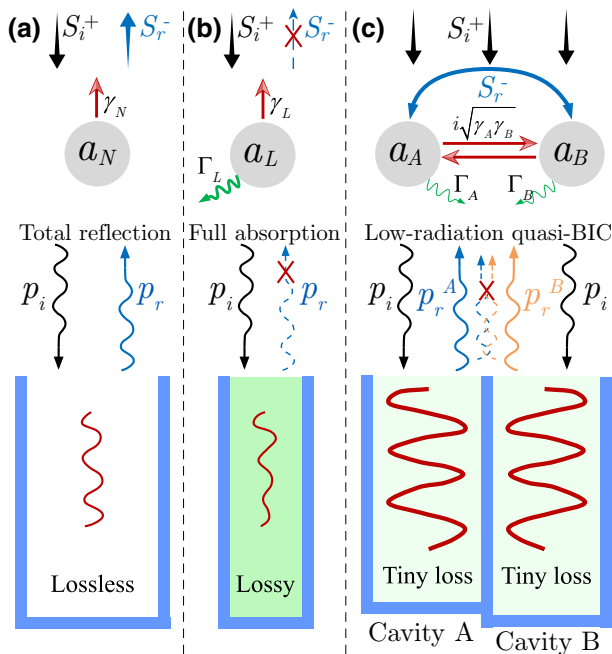 (a)
S_i^+
S_r^-
γ_N
a_N
Total reflection
p_i
p_r
Lossless
(b)
S_i^+
S_r^-
γ_L
a_L
Γ_L
Full absorption
p_i
p_r
Lossy
(c)
S_i^+
S_r^-
i√γ_Aγ_B
a_A
a_B
Γ_A
Γ_B
Low-radiation quasi-BIC
p_i
p_r^A
p_r^B
p_i
Tiny loss
Tiny loss
Cavity A
Cavity B